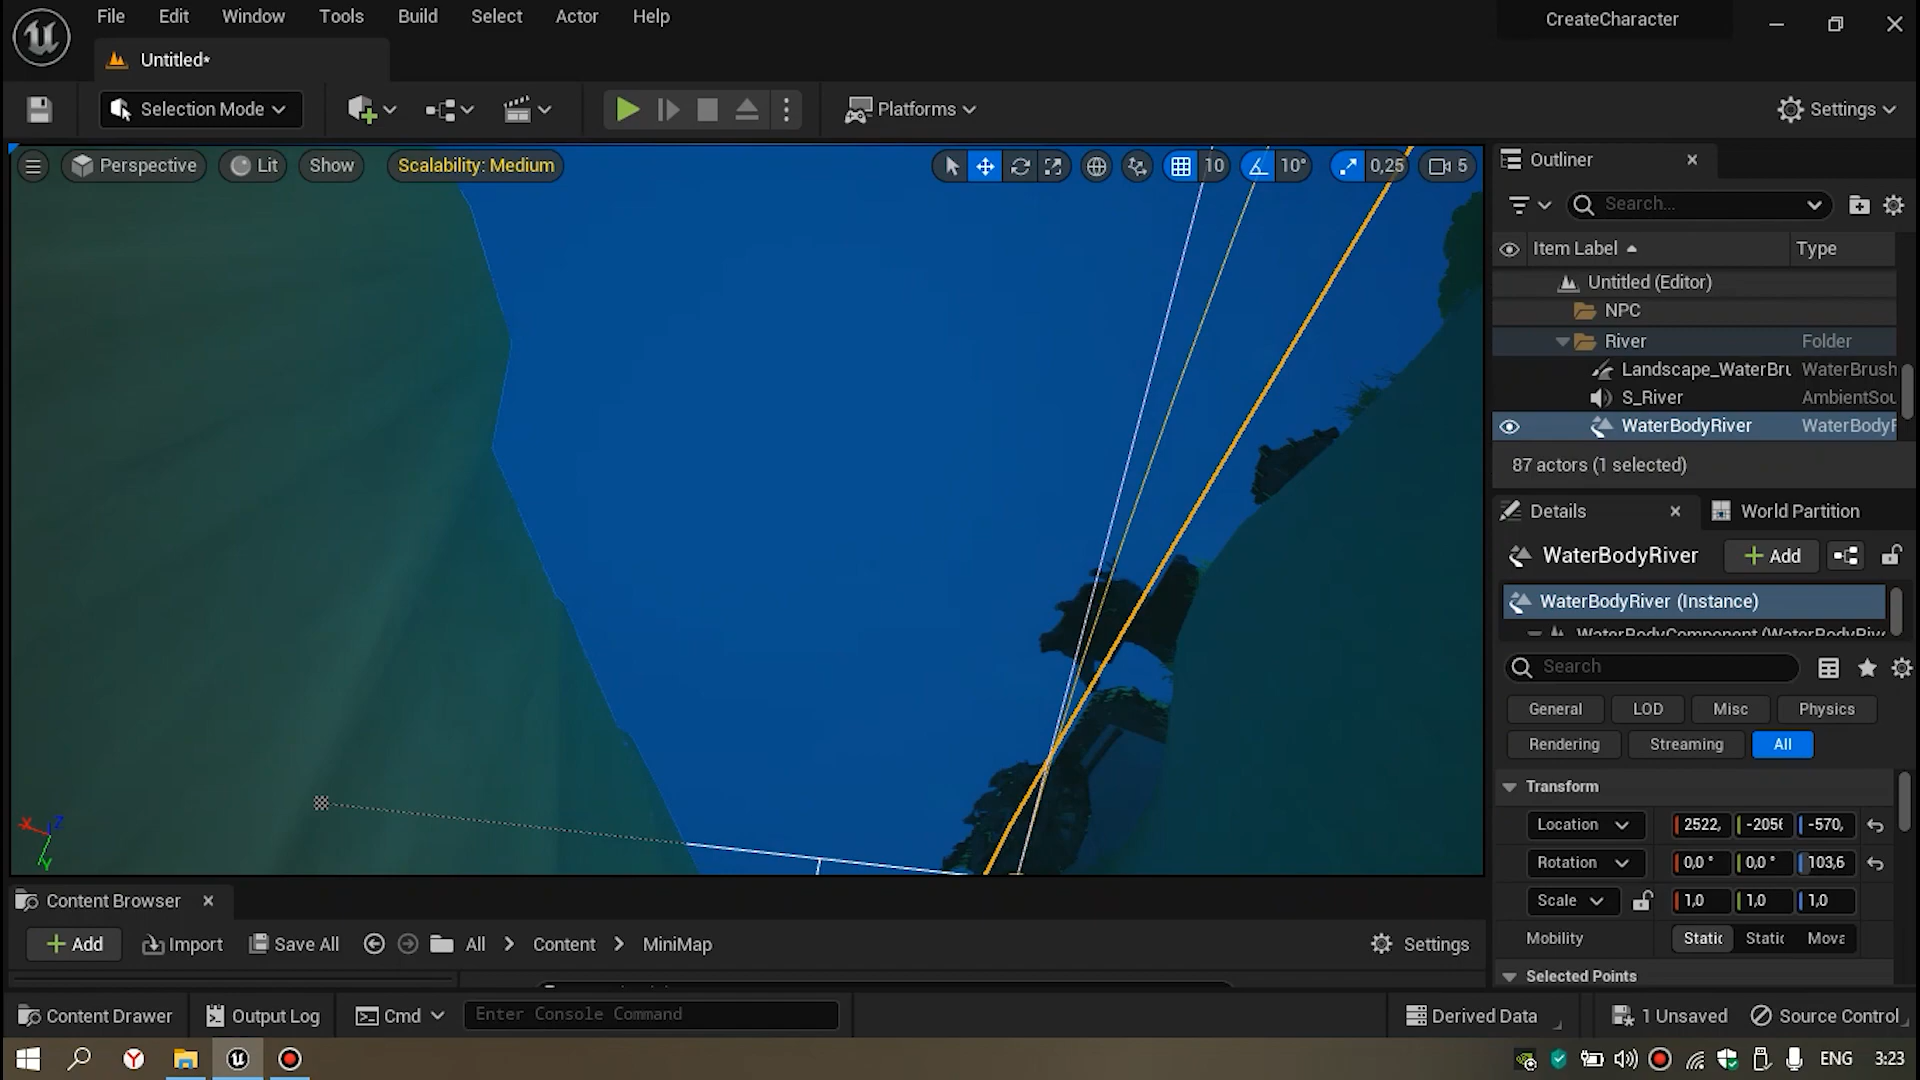 File Edit Window Tools Build Select Actor Help
CreateCharacter
Untitled*
Selection Mode
Platforms
Settings
Perspective
Lit
Show
Scalability: Medium
10
10°
0,25
5
Outliner
Search...
Item Label
Type
Untitled (Editor)
NPC
River Folder
Landscape_WaterBru WaterBrush
S_River AmbientSou
WaterBodyRiver WaterBodyR
87 actors (1 selected)
Details
World Partition
WaterBodyRiver
Add
WaterBodyRiver (Instance)
WaterBodyComponent (WaterBodyRive
Search
General LOD Misc Physics
Rendering Streaming All
Transform
Location 2522, -2056 -570,
Rotation 0,0 ° 0,0 ° 103,6
Scale 1,0 1,0 1,0
Mobility Static Static Mova
Selected Points
X Z
Y
Content Browser
Add Import Save All All > Content > MiniMap Settings
Content Drawer Output Log Cmd Enter Console Command Derived Data 1 Unsaved Source Control
ENG 3:23